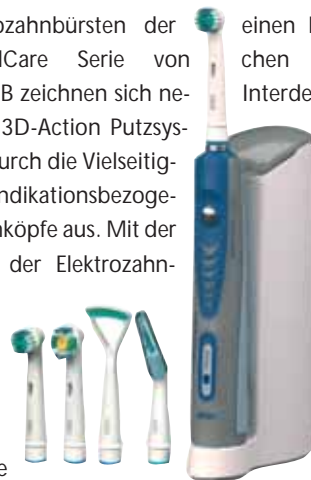 ozahnbürsten der
lCare Serie von
B zeichnen sich ne-
3D-Action Putzsys-
urch die Vielseitig-
ndikationsbezoge-
nköpfe aus. Mit der
der Elektrozahn-
e
einen
chen
Interde